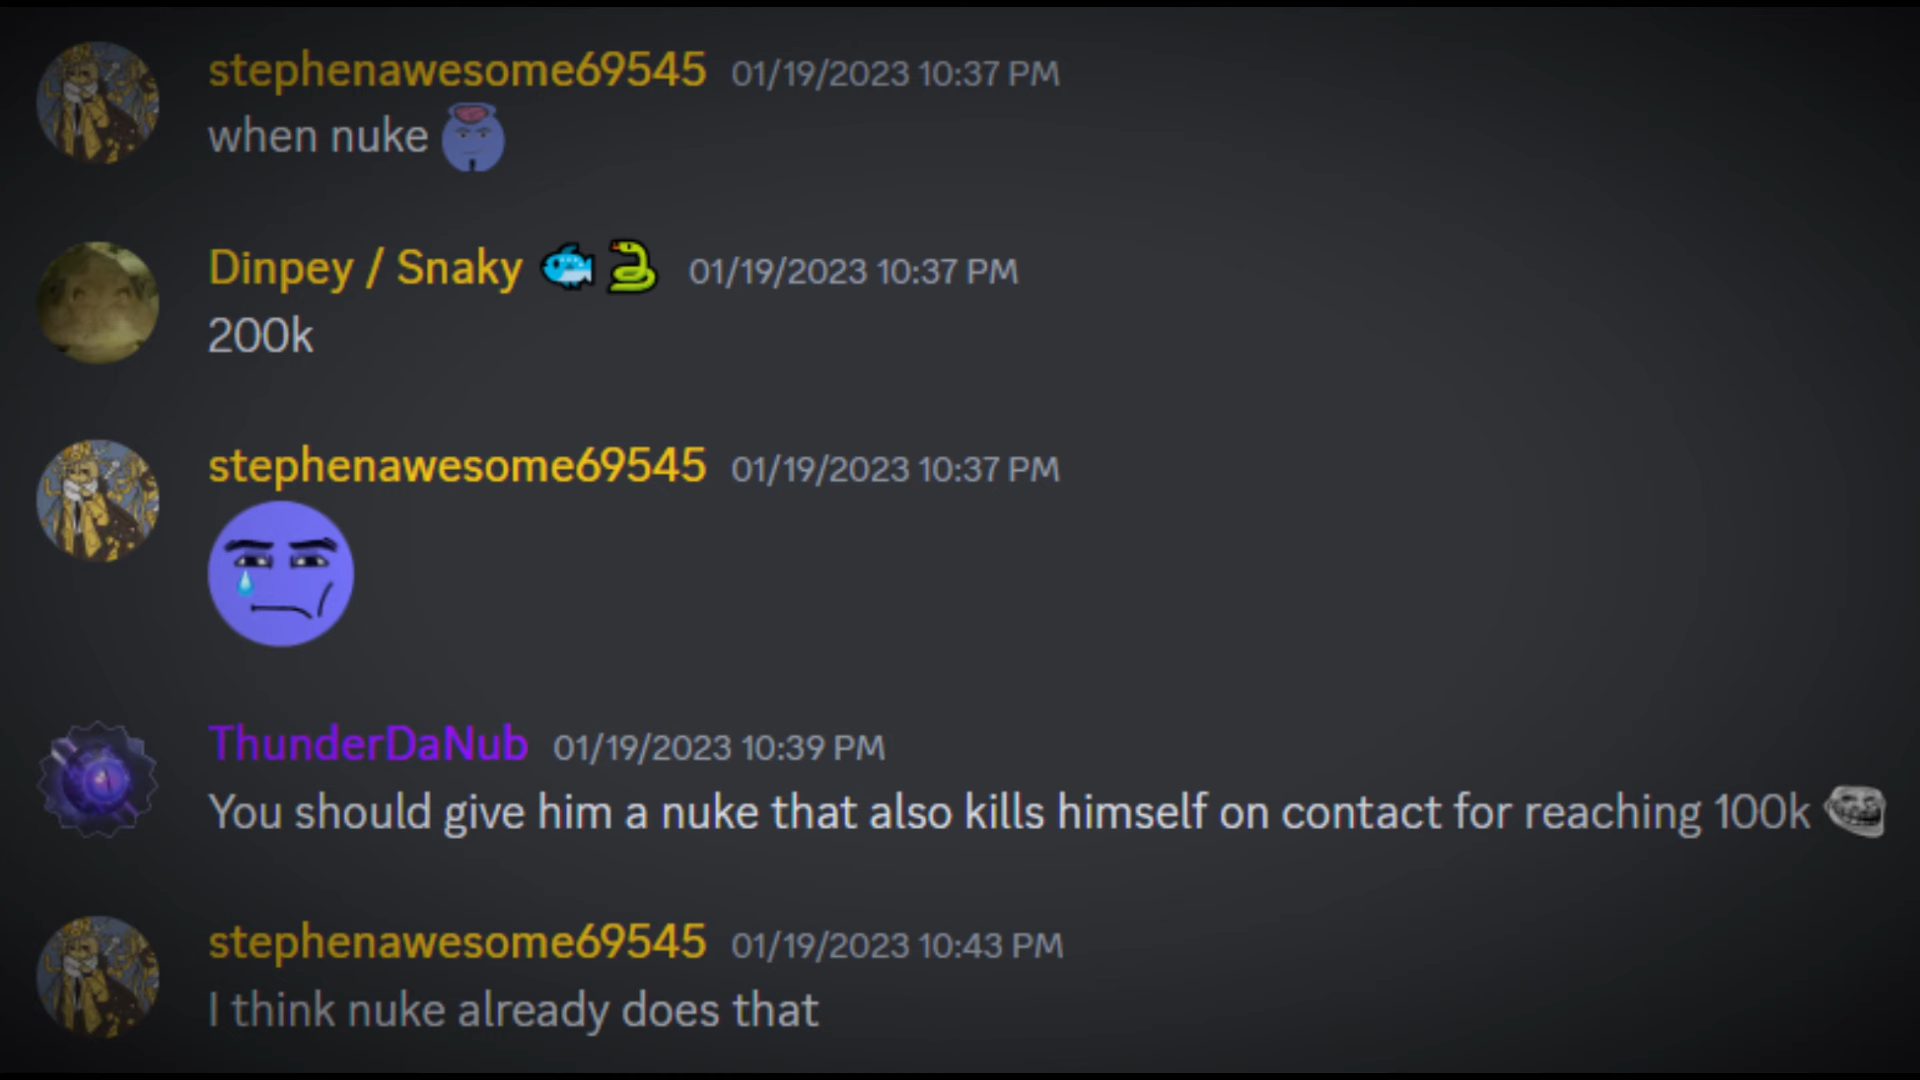 stephenawesome69545 01/19/2023 10:37 PM
when nuke
Dinpey / Snaky 🐟🐍 01/19/2023 10:37 PM
200k
stephenawesome69545 01/19/2023 10:37 PM
ThunderDaNub 01/19/2023 10:39 PM
You should give him a nuke that also kills himself on contact for reaching 100k
stephenawesome69545 01/19/2023 10:43 PM
I think nuke already does that